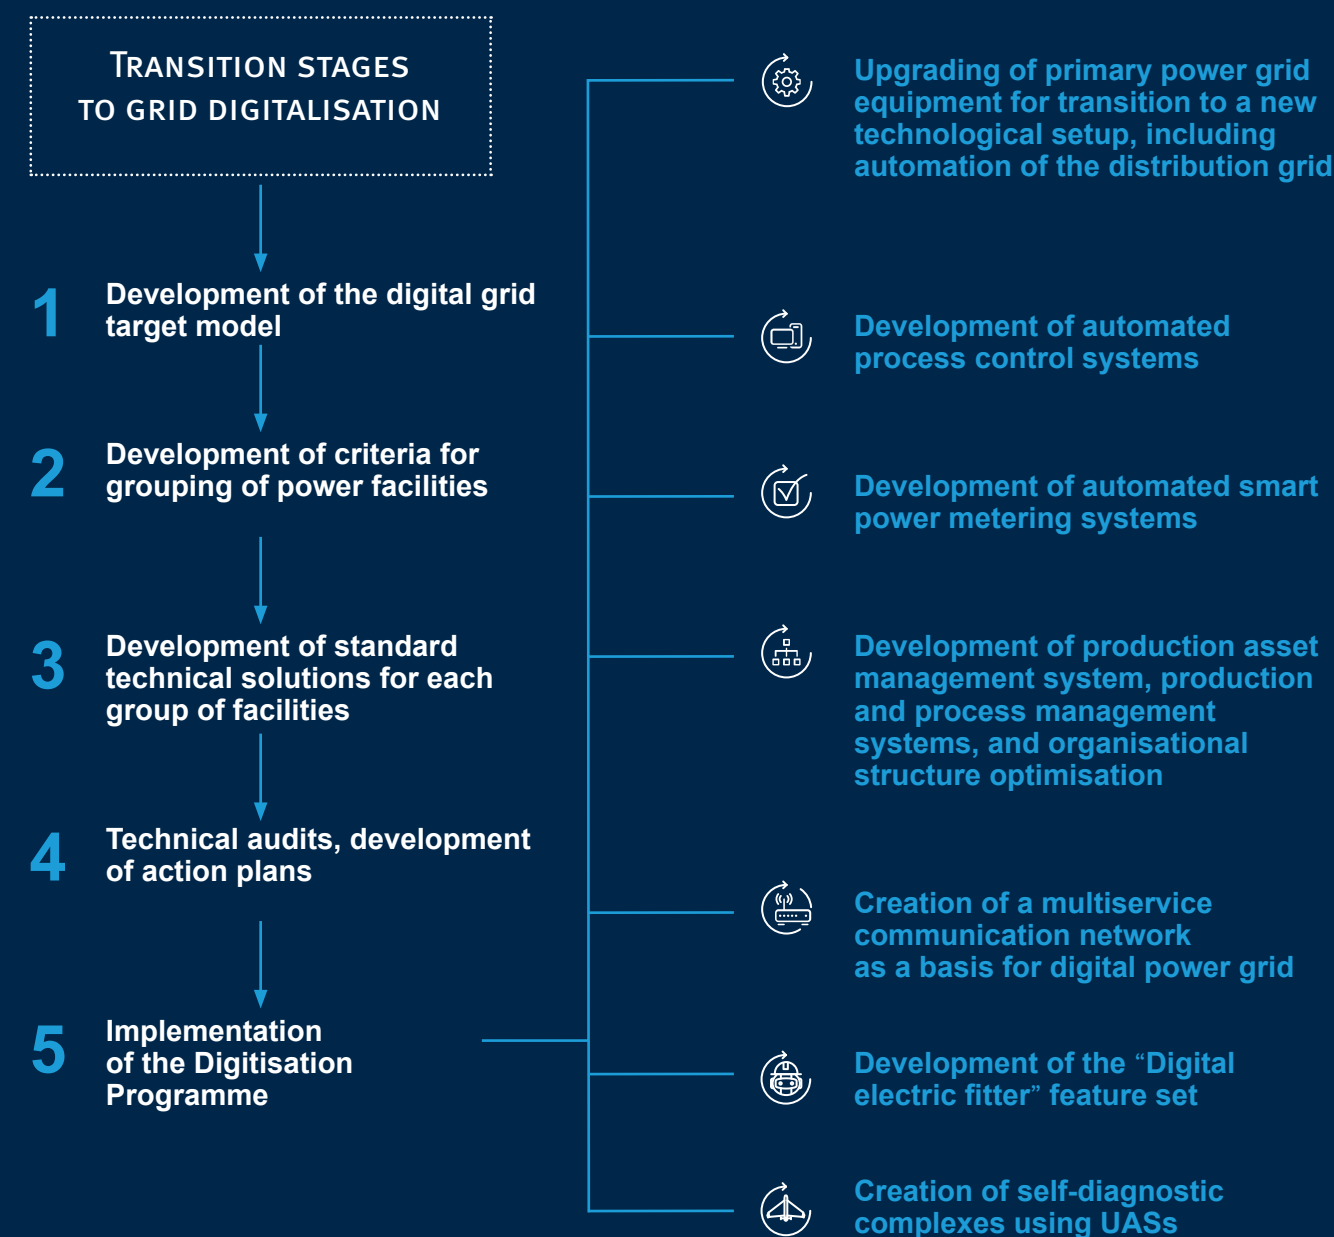 Transition stages
to grid digitalisation
1
Development of the digital grid
target model
2
Development of criteria for
grouping of power facilities
3
Development of standard
technical solutions for each
group of facilities
4
Technical audits, development
of action plans
5
Implementation
of the Digitisation
Programme
Upgrading of primary power grid
equipment for transition to a new
technological setup, including
automation of the distribution grid
Development of automated
process control systems
Development of automated smart
power metering systems
Development of production asset
management system, production
and process management
systems, and organisational
structure optimisation
Creation of a multiservice
communication network
as a basis for digital power grid
Development of the “Digital
electric fitter” feature set
Creation of self-diagnostic
complexes using UASs